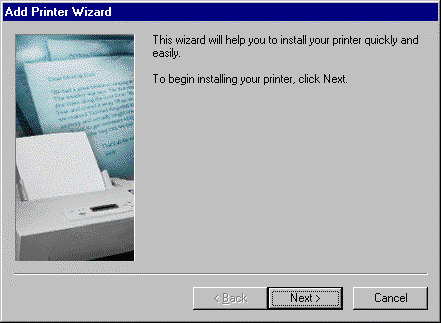 Add Printer Wizard
This wizard will help you to install your printer quickly and
easily.
To begin installing your printer, click Next.
< Back
Next >
Cancel